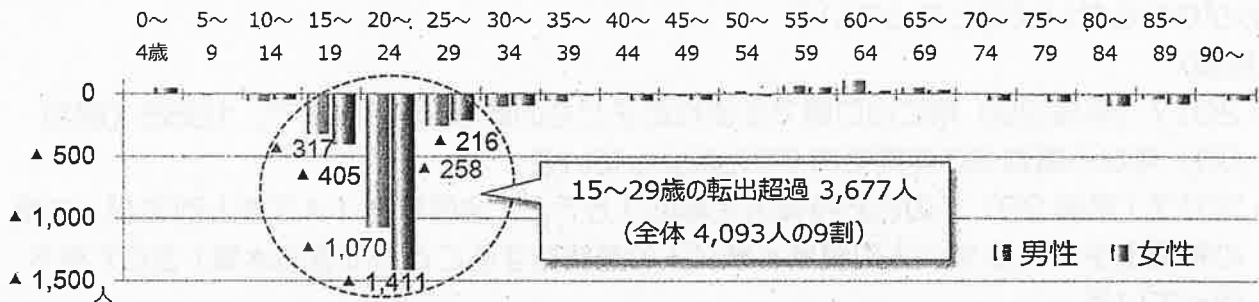 0～ 5～ 10～ 15～ 20～ 25～ 30～ 35～ 40～ 45～ 50～ 55～ 60～ 65～ 70～ 75～ 80～ 85～
4歳 9 14 19 24 29 34 39 44 49 54 59 64 69 74 79 84 89 90～
0
▲ 500
▲ 1,000
▲ 1,500
人
▲ 317
▲ 405
▲ 1,070
▲ 1,411
▲ 216
▲ 258
15～29歳の転出超過 3,677人
（全体 4,093人の9割）
男性 女性